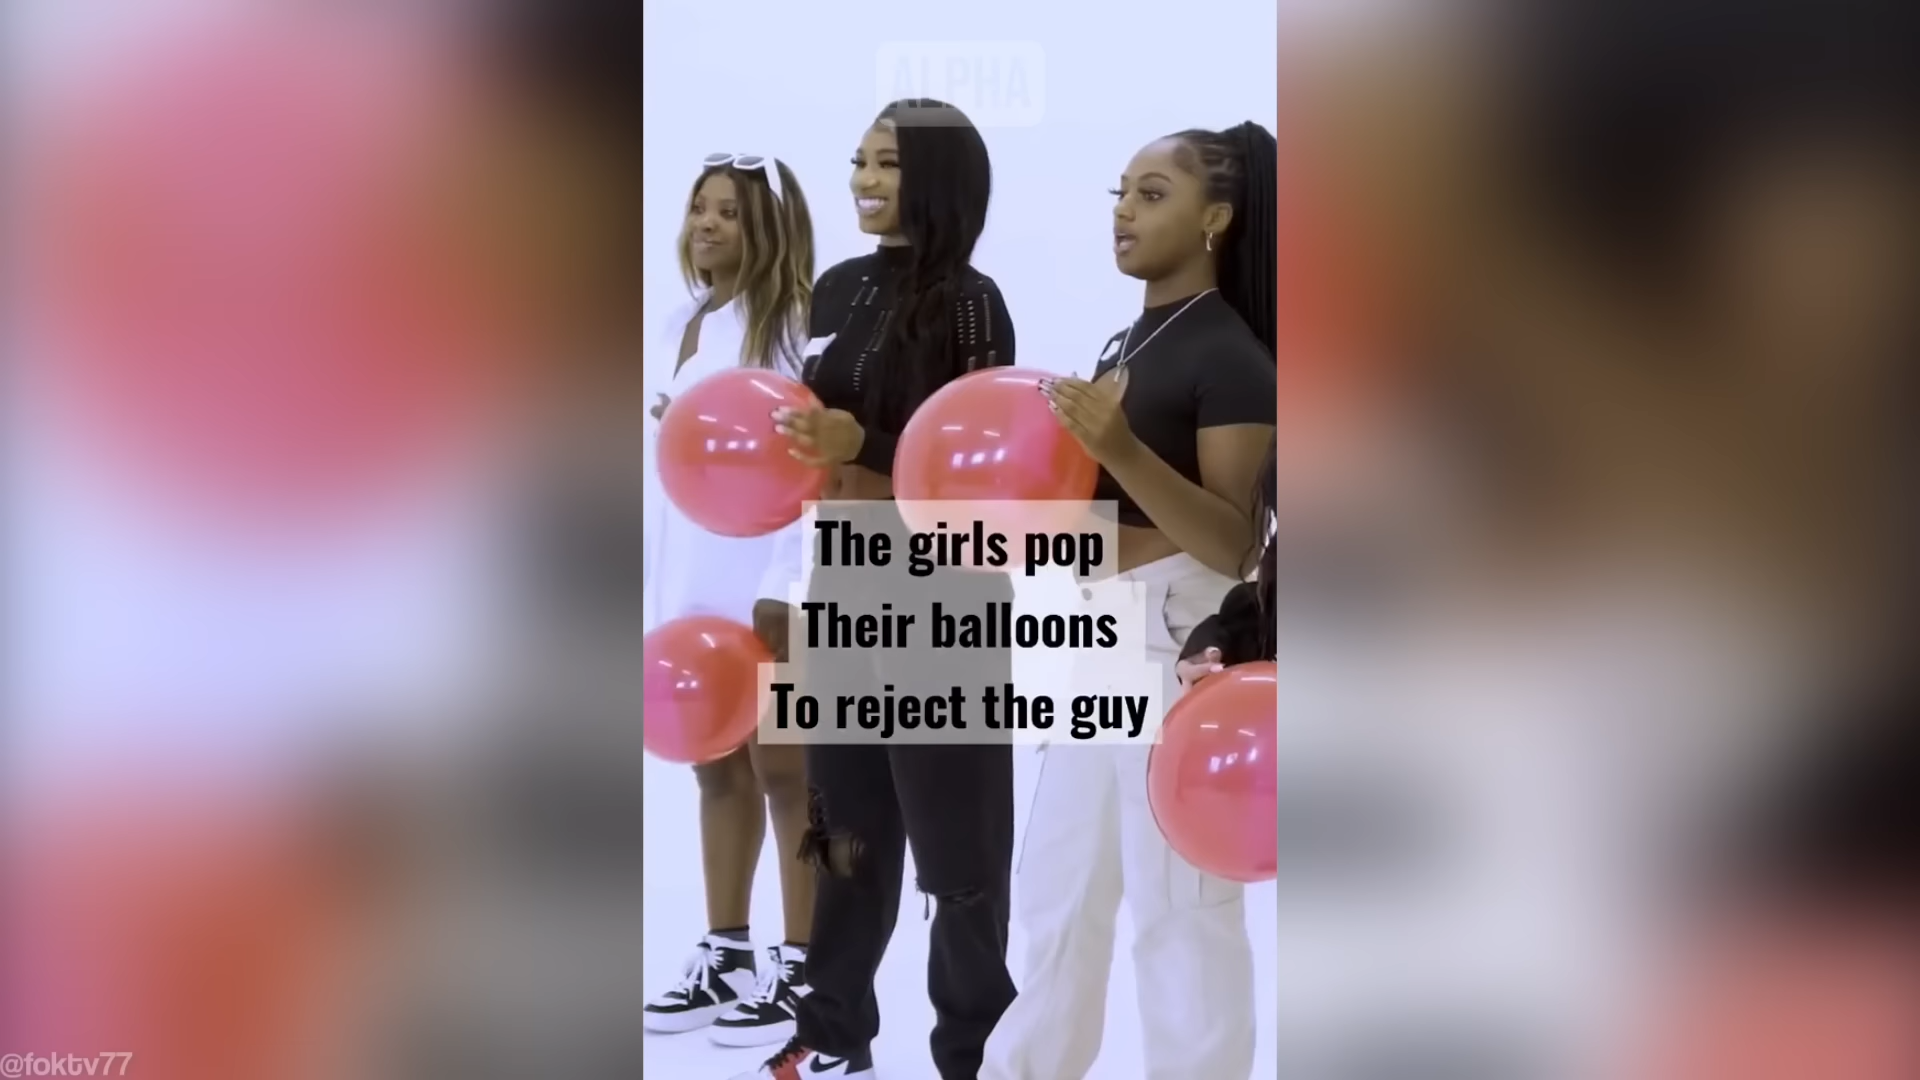 ALPHA
The girls pop
Their balloons
To reject the guy
@foktv77